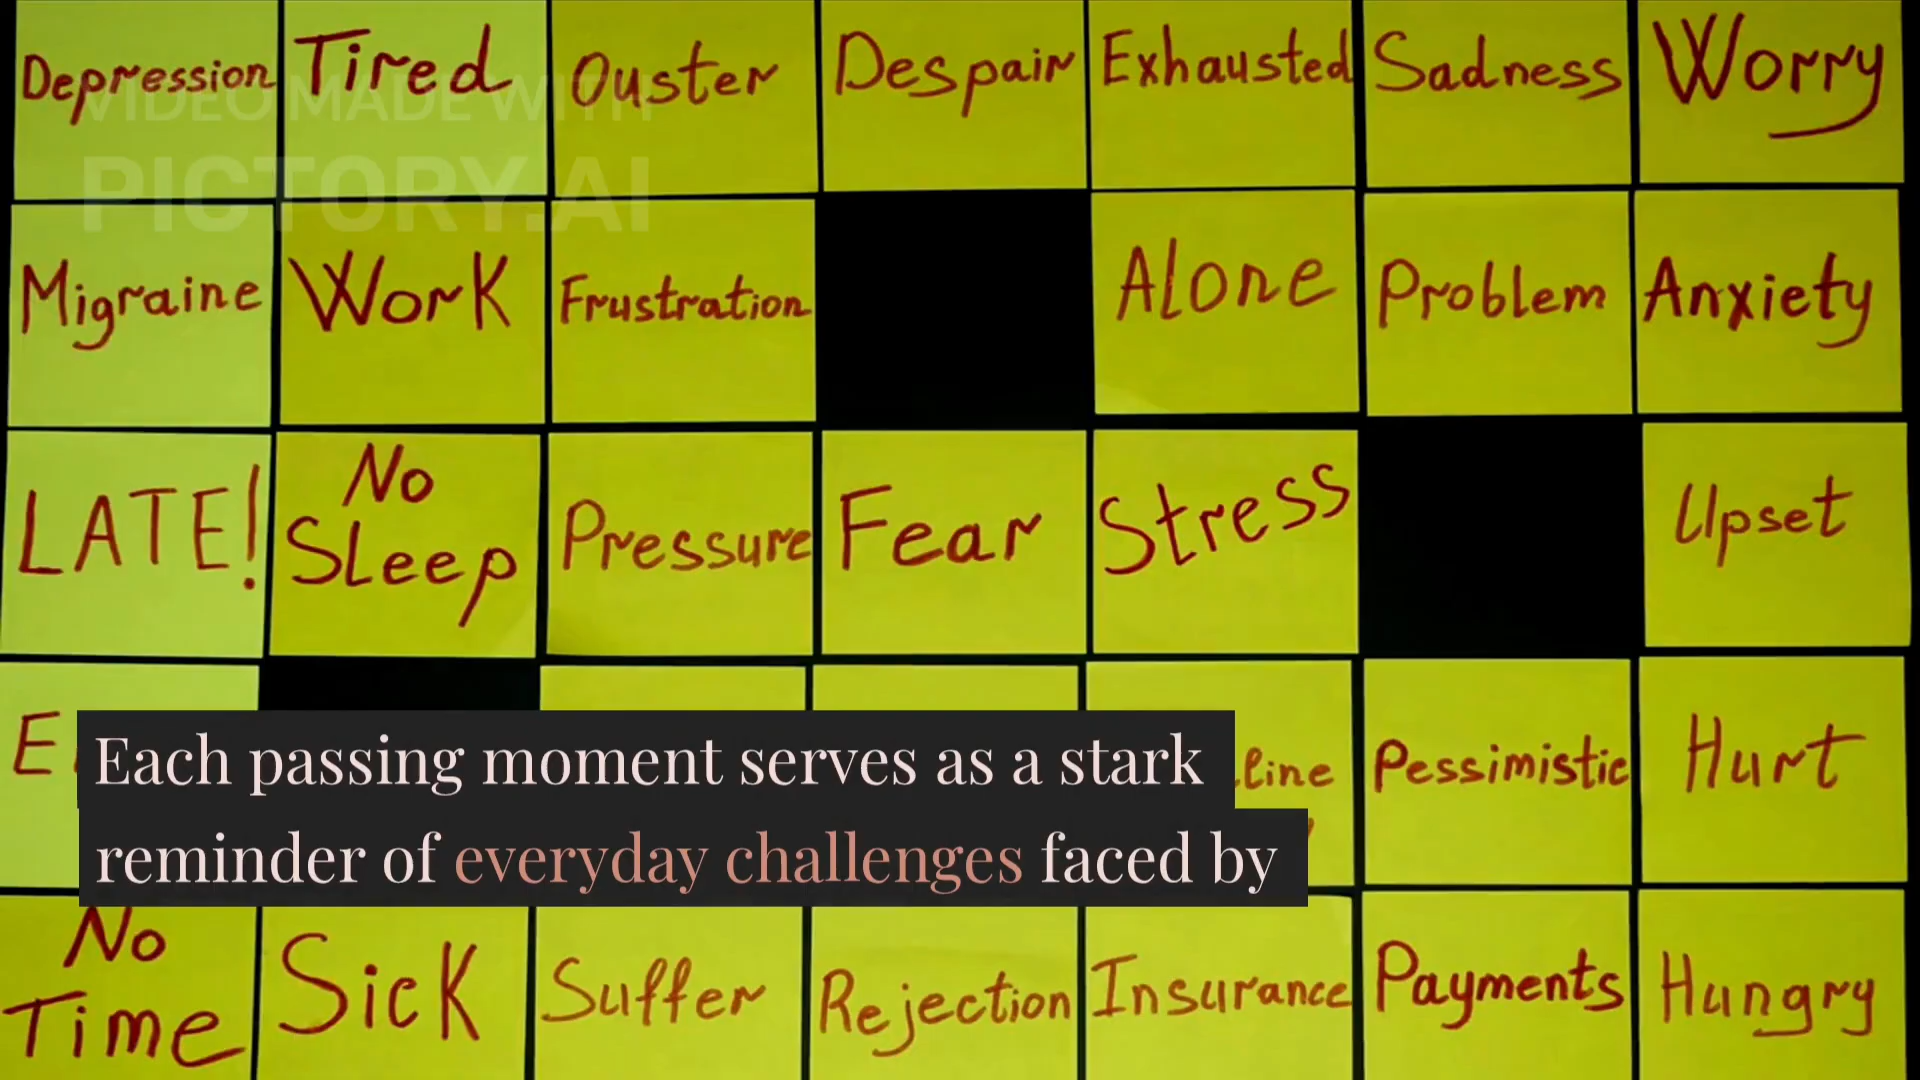 Depression Tired Ouster Despair Exhausted Sadness Worry
VIDEO MADE WITH
PICTORY.AI
Migraine Work Frustration Alone Problem Anxiety
LATE! No Sleep Pressure Fear Stress Upset
Pessimistic Hurt
Each passing moment serves as a stark
reminder of everyday challenges faced by
No Time Sick Suffer Rejection Insurance Payments Hungry